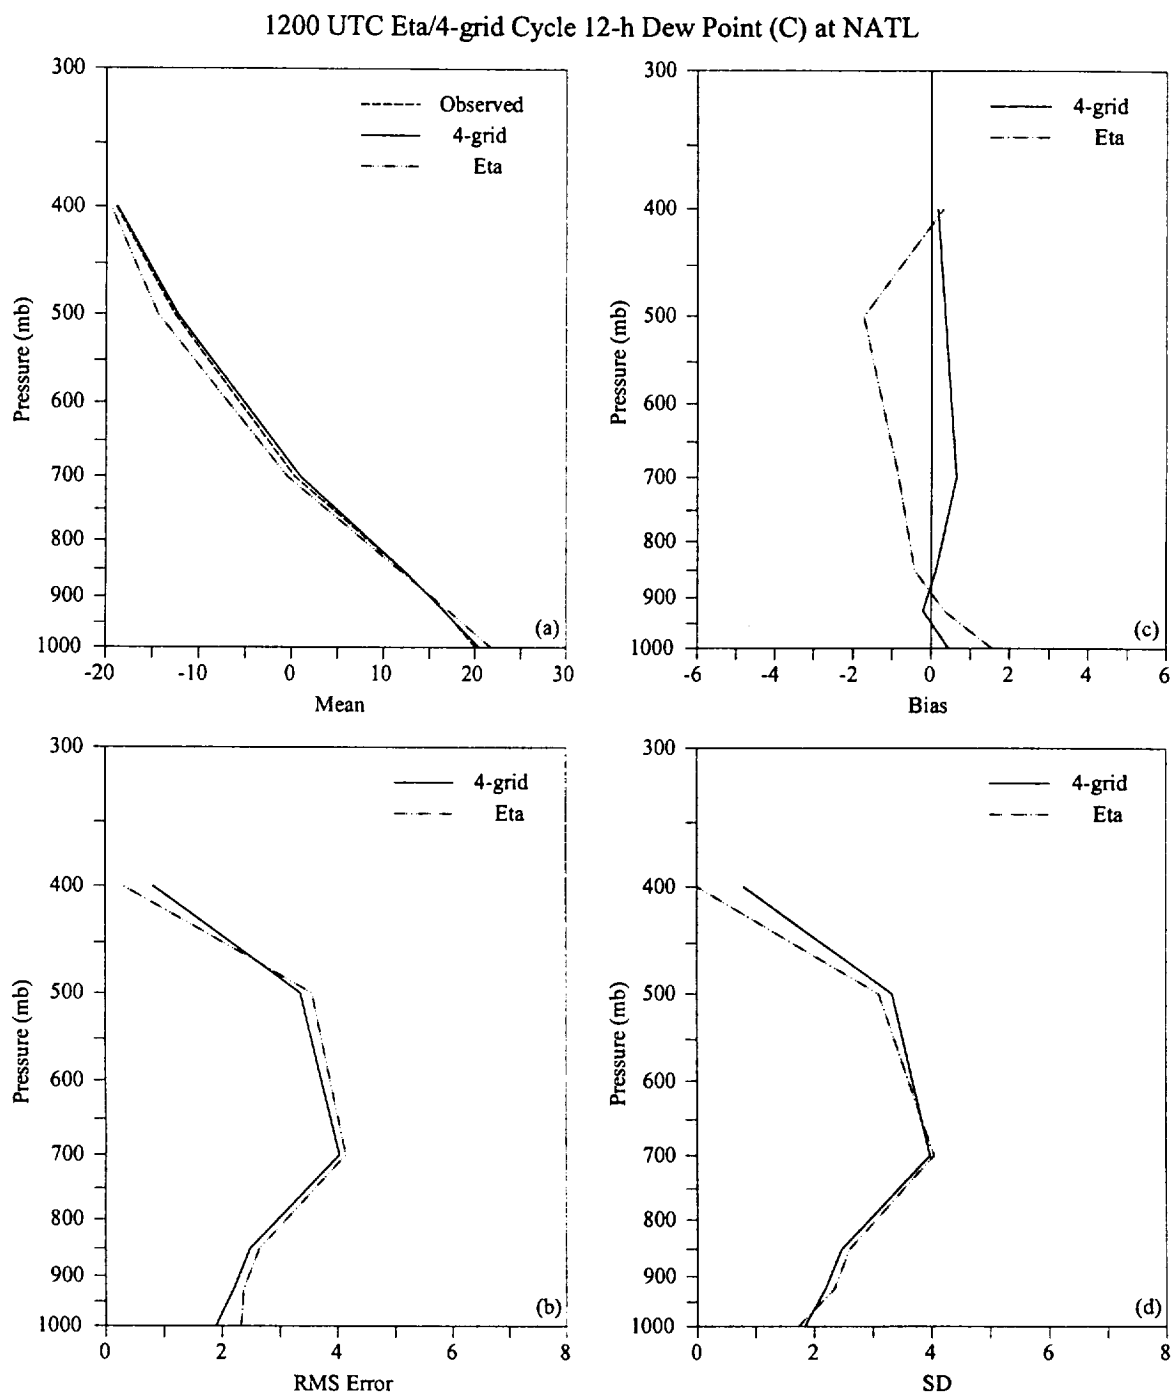 1200 UTC Eta/4-grid Cycle 12-h Dew Point (C) at NATL
300
400
500
600
700
800
900
1000
Pressure (mb)
Observed
4-grid
Eta
(a)
-20
-10
0
10
20
30
Mean
300
400
500
600
700
800
900
1000
Pressure (mb)
4-grid
Eta
(c)
-6
-4
-2
0
2
4
6
Bias
300
400
500
600
700
800
900
1000
Pressure (mb)
4-grid
Eta
(b)
0
2
4
6
8
RMS Error
300
400
500
600
700
800
900
1000
Pressure (mb)
4-grid
Eta
(d)
0
2
4
6
8
SD